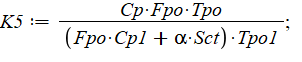 K5 := (Cp·Fpo·Tpo) / ((Fpo·Cp1 + α·Sct)·Tpo1);